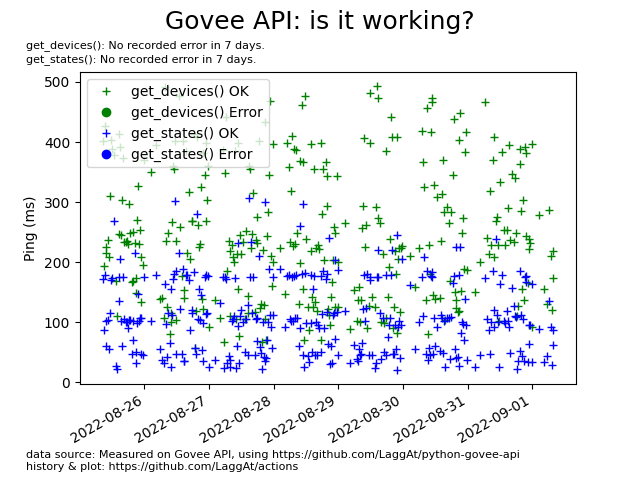 Govee API: is it working?
get_devices(): No recorded error in 7 days.
get_states(): No recorded error in 7 days.
500
400
300
200
100
0
Ping (ms)
get_devices() OK
get_devices() Error
get_states() OK
get_states() Error
2022-08-26
2022-08-27
2022-08-28
2022-08-29
2022-08-30
2022-08-31
2022-09-01
data source: Measured on Govee API, using https://github.com/LaggAt/python-govee-api
history & plot: https://github.com/LaggAt/actions